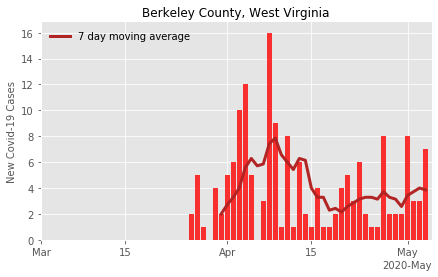 Berkeley County, West Virginia
7 day moving average
New Covid-19 Cases
16
14
12
10
8
6
4
2
0
Mar
15
Apr
15
May
2020-May